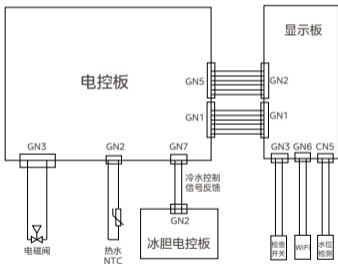 显示板
电控板
GN5
GN2
GN1
GN1
GN3
GN2
GN7
GN3
GN6
CN5
冷水控制
信号反馈
GN2
冰胆电控板
电磁阀
热水
NTC
检查
开关
WiFi
水位
检测